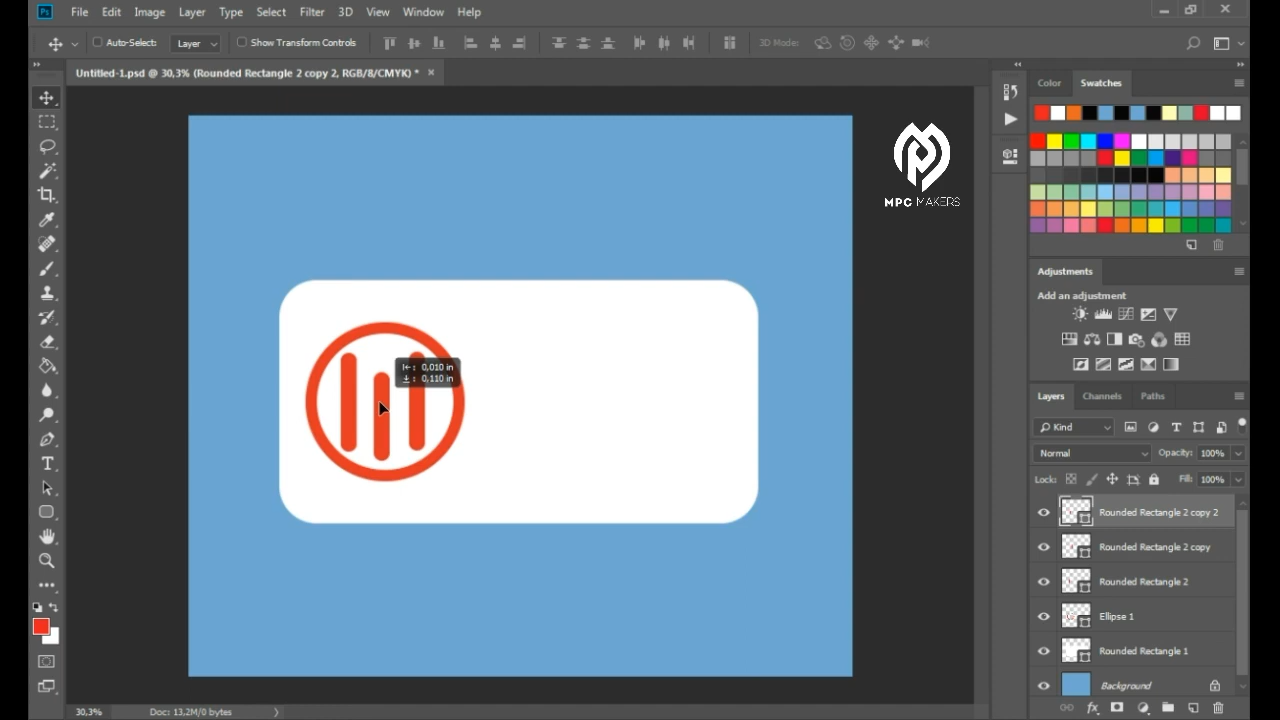 Ps File Edit Image Layer Type Select Filter 3D View Window Help
Auto-Select: Layer Show Transform Controls 3D Mode:
Untitled-1.psd @ 30,3% (Rounded Rectangle 2 copy 2, RGB/8/CMYK) * ×
Color Swatches
MPC MAKERS
Adjustments
Add an adjustment
0,010 in
0,110 in
Layers Channels Paths
Kind
Normal Opacity: 100%
Lock: Fill: 100%
Rounded Rectangle 2 copy 2
Rounded Rectangle 2 copy
Rounded Rectangle 2
Ellipse 1
Rounded Rectangle 1
Background
30,3% Doc: 13,2M/0 bytes